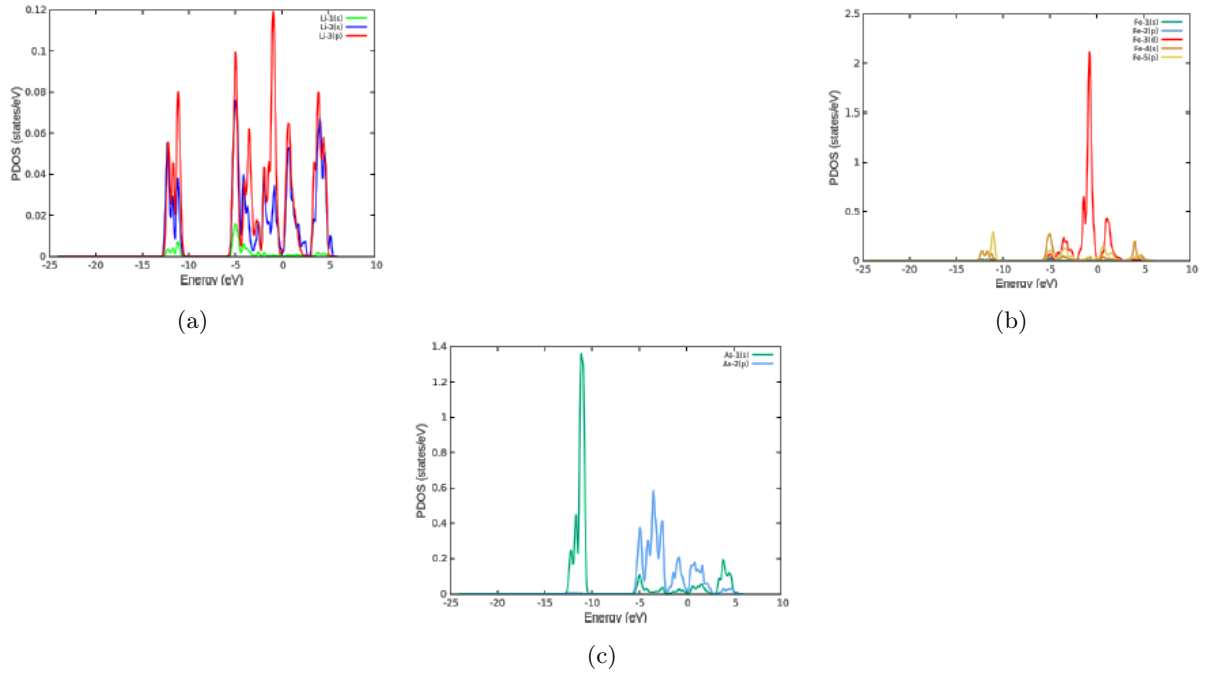 0.12
0.1
0.08
0.06
0.04
0.02
0
-25 -20 -15 -10 -5 0 5 10
PDOS (states/eV)
Energy (eV)
Li-1(s)
Li-2(s)
Li-3(p)
(a)
2.5
2
1.5
1
0.5
0
-25 -20 -15 -10 -5 0 5 10
PDOS (states/eV)
Energy (eV)
Fe-1(s)
Fe-2(p)
Fe-3(d)
Fe-4(s)
Fe-5(p)
(b)
1.4
1.2
1
0.8
0.6
0.4
0.2
0
-25 -20 -15 -10 -5 0 5 10
PDOS (states/eV)
Energy (eV)
As-1(s)
As-2(p)
(c)